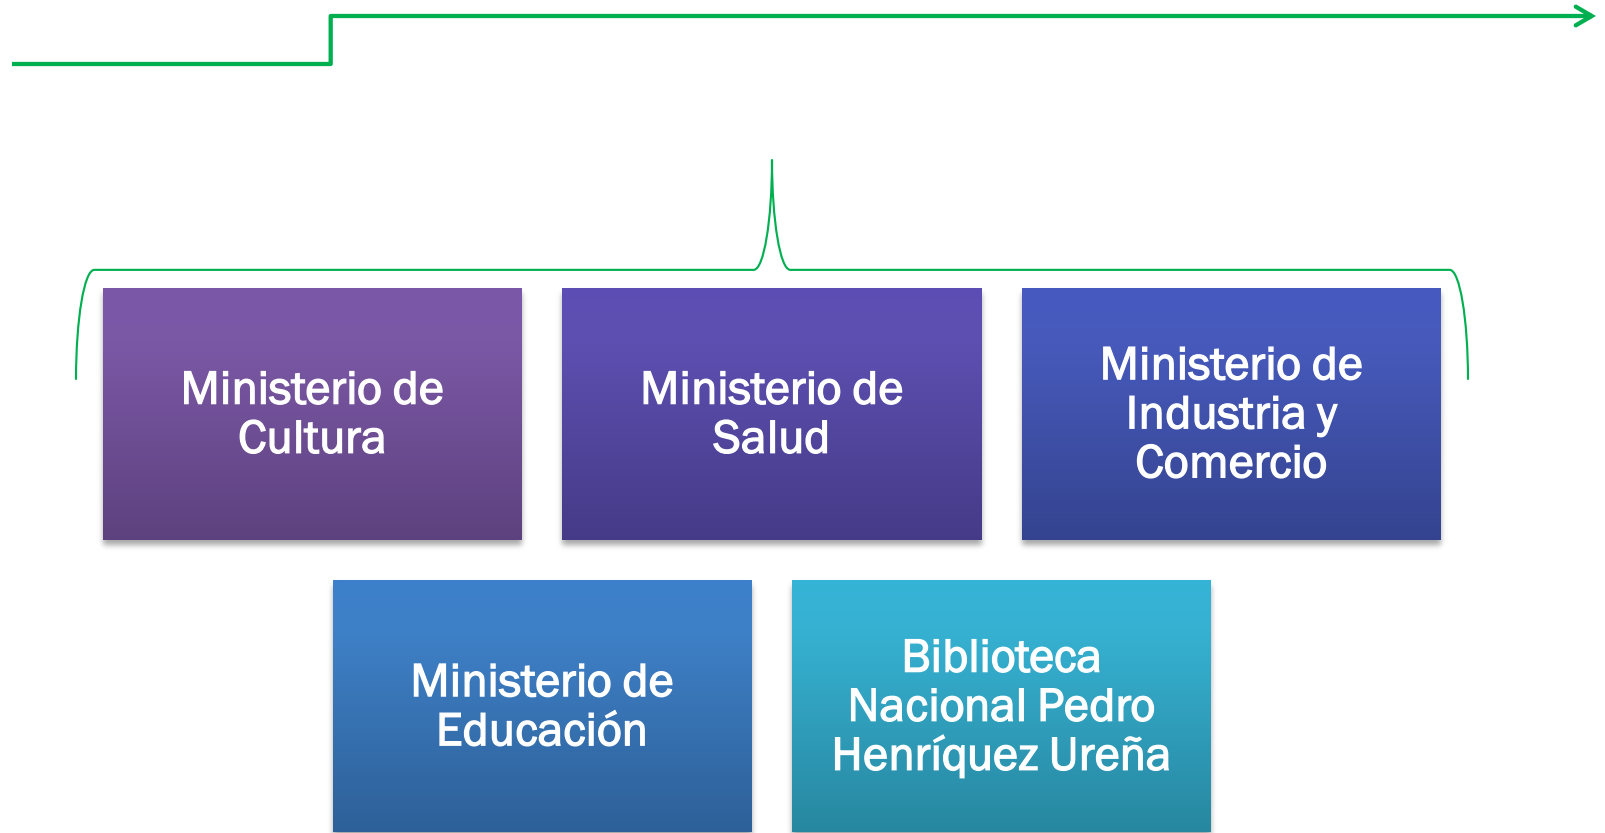 Ministerio de
Cultura
Ministerio de
Salud
Ministerio de
Industria y
Comercio
Ministerio de
Educación
Biblioteca
Nacional Pedro
Henríquez Ureña